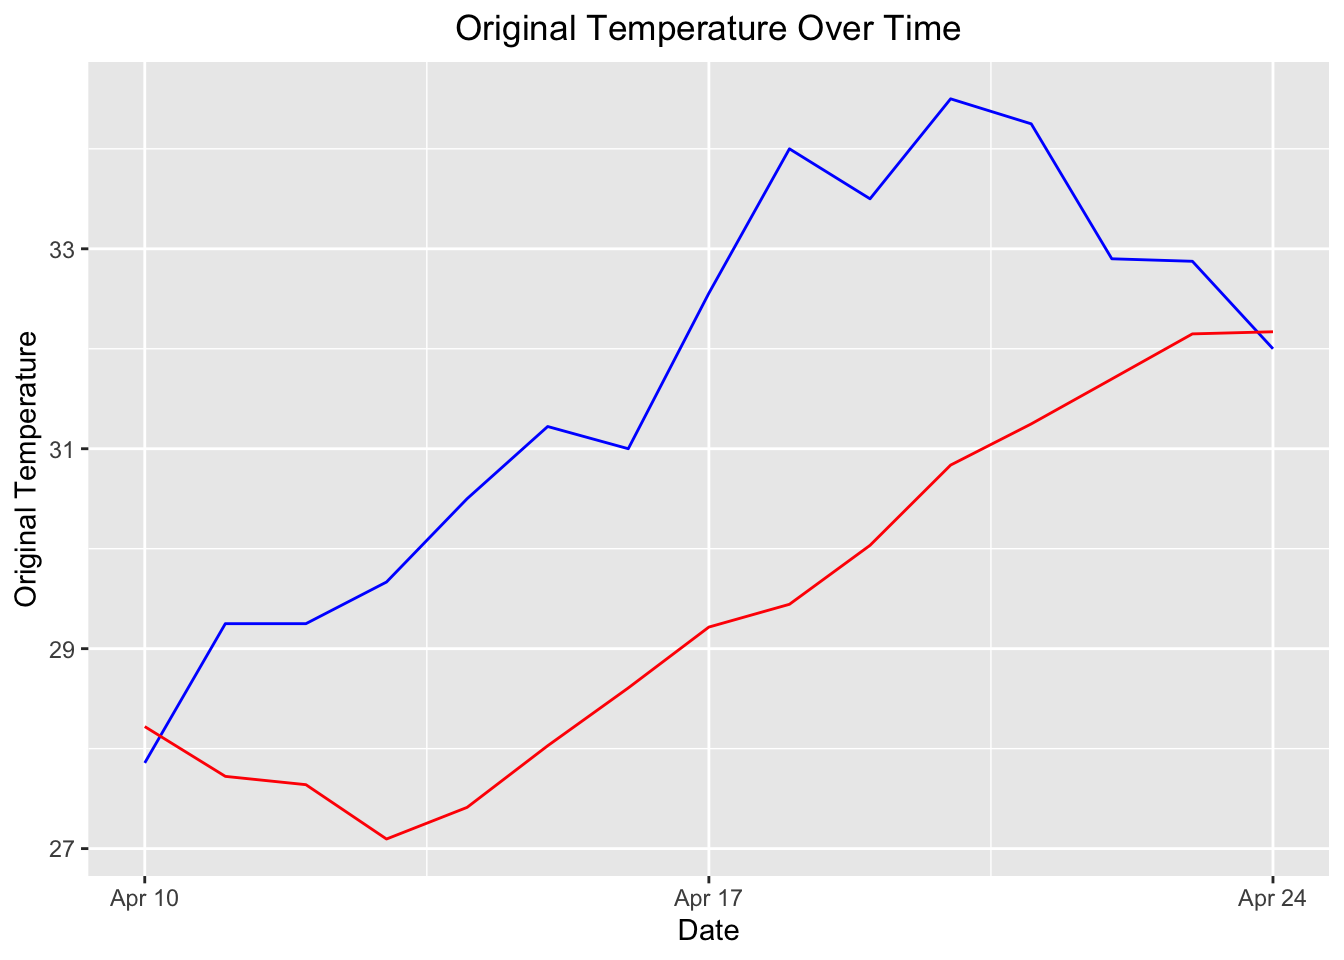 Original Temperature Over Time
Original Temperature
33
31
29
27
Apr 10
Apr 17
Apr 24
Date